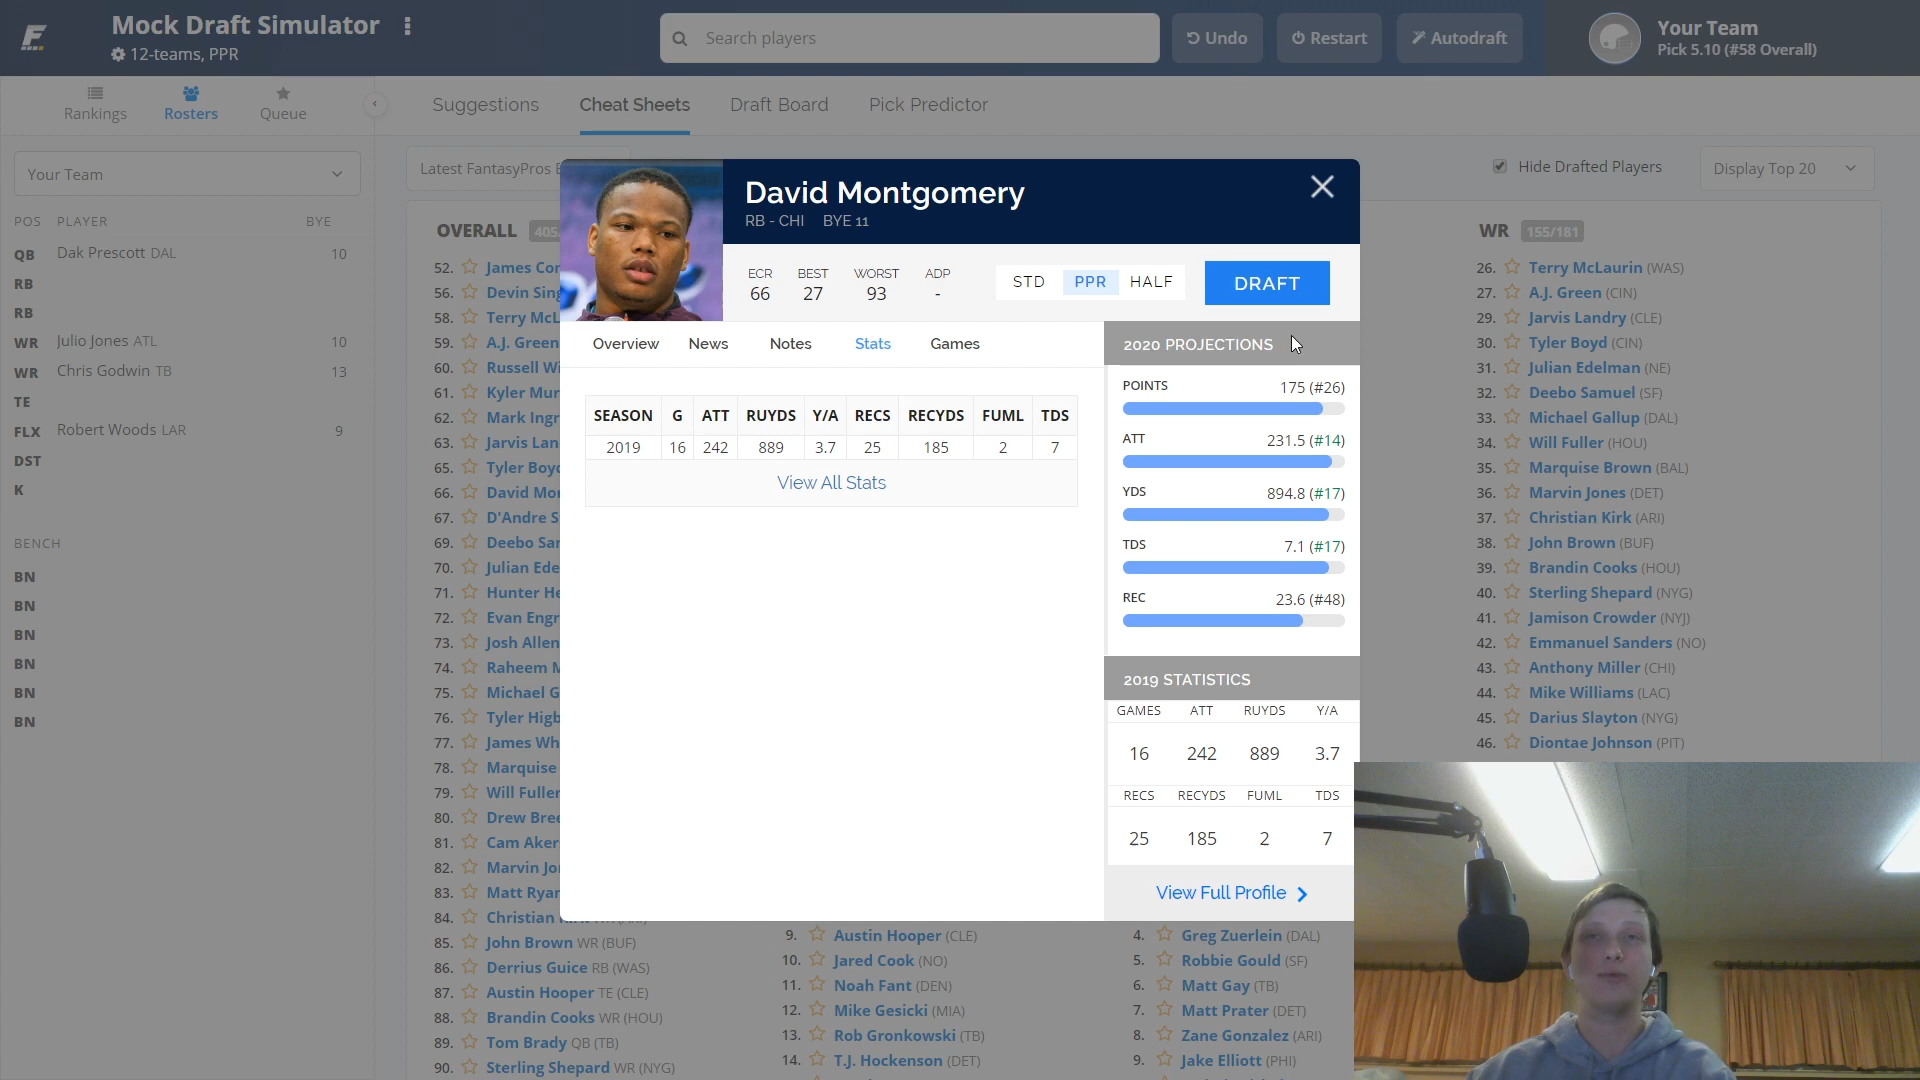 Mock Draft Simulator
12-teams, PPR
Search players
Undo
Restart
Autodraft
Your Team
Pick 5.10 (#58 Overall)
Rankings
Rosters
Queue
Suggestions
Cheat Sheets
Draft Board
Pick Predictor
Your Team
POS PLAYER BYE
QB Dak Prescott DAL 10
RB
RB
WR Julio Jones ATL 10
WR Chris Godwin TB 13
TE
FLX Robert Woods LAR 9
DST
K
BENCH
BN
BN
BN
BN
BN
BN
Latest FantasyPros
Hide Drafted Players
Display Top 20
OVERALL 405
52. James Con
56. Devin Sing
58. Terry McL
59. A.J. Green
60. Russell Wi
61. Kyler Mur
62. Mark Ingr
63. Jarvis Lan
65. Tyler Boyd
66. David Mon
67. D'Andre S
69. Deebo Sam
70. Julian Ede
71. Hunter He
72. Evan Engr
73. Josh Allen
74. Raheem M
75. Michael G
76. Tyler Higb
77. James Wh
78. Marquise
79. Will Fuller
80. Drew Bree
81. Cam Aker
82. Marvin Jo
83. Matt Ryan
84. Christian
85. John Brown WR (BUF)
86. Derrius Guice RB (WAS)
87. Austin Hooper TE (CLE)
88. Brandin Cooks WR (HOU)
89. Tom Brady QB (TB)
90. Sterling Shepard WR (NYG)
David Montgomery
RB - CHI BYE 11
ECR BEST WORST ADP
66 27 93 -
STD PPR HALF
DRAFT
Overview News Notes Stats Games
SEASON G ATT RUYDS Y/A RECS RECYDS FUML TDS
2019 16 242 889 3.7 25 185 2 7
View All Stats
2020 PROJECTIONS
POINTS 175 (#26)
ATT 231.5 (#14)
YDS 894.8 (#17)
TDS 7.1 (#17)
REC 23.6 (#48)
2019 STATISTICS
GAMES ATT RUYDS Y/A
16 242 889 3.7
RECS RECYDS FUML TDS
25 185 2 7
View Full Profile
9. Austin Hooper (CLE)
10. Jared Cook (NO)
11. Noah Fant (DEN)
12. Mike Gesicki (MIA)
13. Rob Gronkowski (TB)
14. T.J. Hockenson (DET)
4. Greg Zuerlein (DAL)
5. Robbie Gould (SF)
6. Matt Gay (TB)
7. Matt Prater (DET)
8. Zane Gonzalez (ARI)
9. Jake Elliott (PHI)
WR 155/181
26. Terry McLaurin (WAS)
27. A.J. Green (CIN)
29. Jarvis Landry (CLE)
30. Tyler Boyd (CIN)
31. Julian Edelman (NE)
32. Deebo Samuel (SF)
33. Michael Gallup (DAL)
34. Will Fuller (HOU)
35. Marquise Brown (BAL)
36. Marvin Jones (DET)
37. Christian Kirk (ARI)
38. John Brown (BUF)
39. Brandin Cooks (HOU)
40. Sterling Shepard (NYG)
41. Jamison Crowder (NYJ)
42. Emmanuel Sanders (NO)
43. Anthony Miller (CHI)
44. Mike Williams (LAC)
45. Darius Slayton (NYG)
46. Diontae Johnson (PIT)